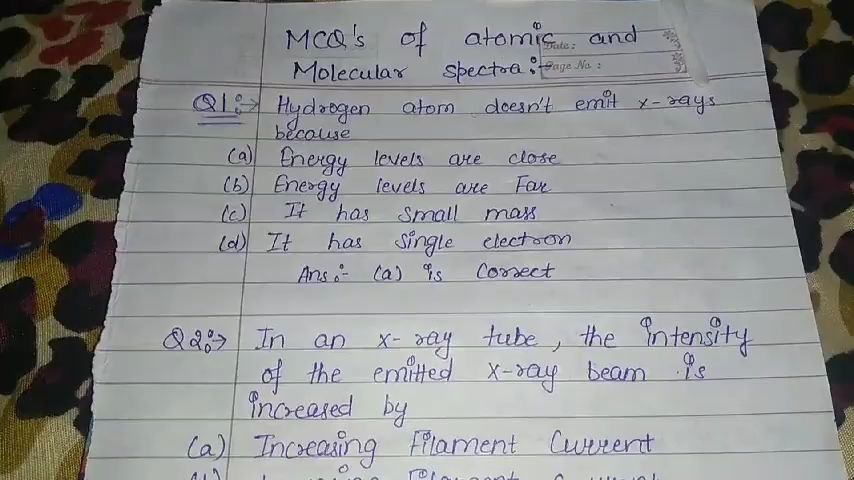 MCQ's of atomic and
Date:
Molecular spectra:-
Page No :
Q1:→ Hydrogen atom doesn't emit x-rays
because
(a) Energy levels are close
(b) Energy levels are Far
(c) It has small mass
(d) It has single electron
Ans:- (a) is Correct
Q2:→ In an x-ray tube, the intensity
of the emitted x-ray beam is
increased by
(a) Increasing Filament Current